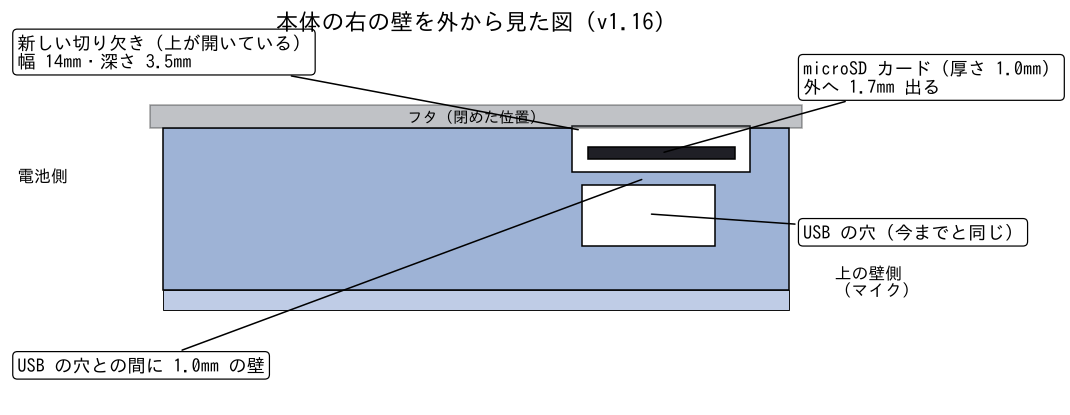 本体の右の壁を外から見た図（v1.16）
新しい切り欠き（上が開いている）
幅 14mm・深さ 3.5mm
microSD カード（厚さ 1.0mm）
外へ 1.7mm 出る
フタ（閉めた位置）
電池側
USB の穴（今までと同じ）
上の壁側
（マイク）
USB の穴との間に 1.0mm の壁